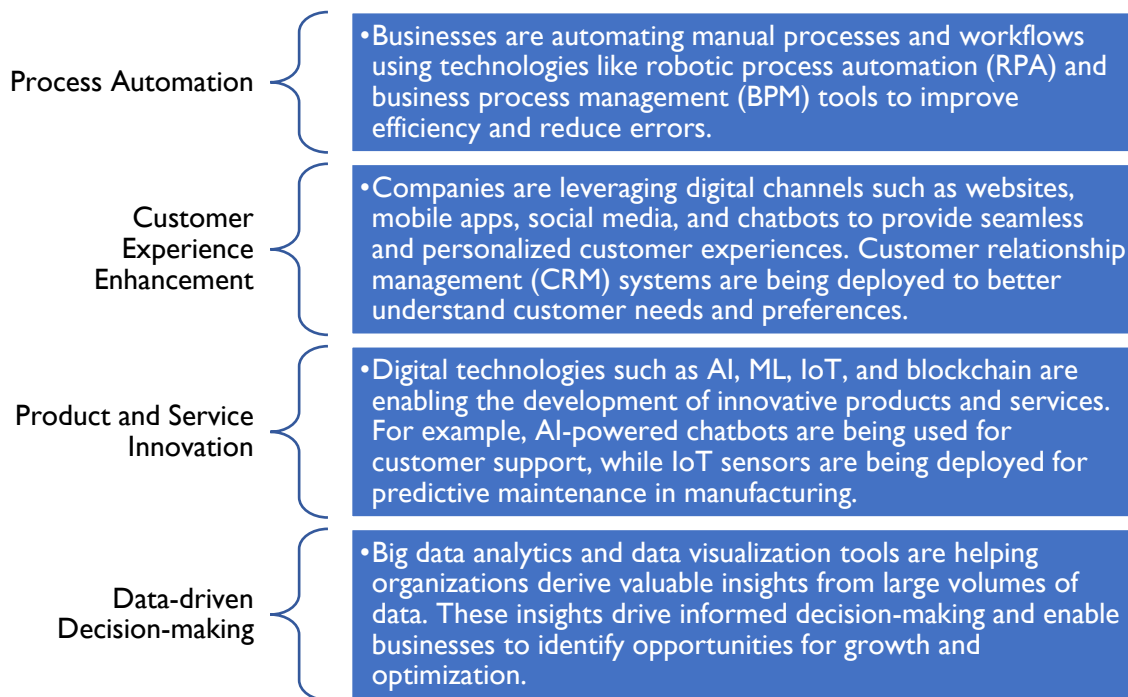 Process Automation
•Businesses are automating manual processes and workflows
using technologies like robotic process automation (RPA) and
business process management (BPM) tools to improve
efficiency and reduce errors.
Customer
Experience
Enhancement
•Companies are leveraging digital channels such as websites,
mobile apps, social media, and chatbots to provide seamless
and personalized customer experiences. Customer relationship
management (CRM) systems are being deployed to better
understand customer needs and preferences.
Product and Service
Innovation
•Digital technologies such as AI, ML, IoT, and blockchain are
enabling the development of innovative products and services.
For example, AI-powered chatbots are being used for
customer support, while IoT sensors are being deployed for
predictive maintenance in manufacturing.
Data-driven
Decision-making
•Big data analytics and data visualization tools are helping
organizations derive valuable insights from large volumes of
data. These insights drive informed decision-making and enable
businesses to identify opportunities for growth and
optimization.